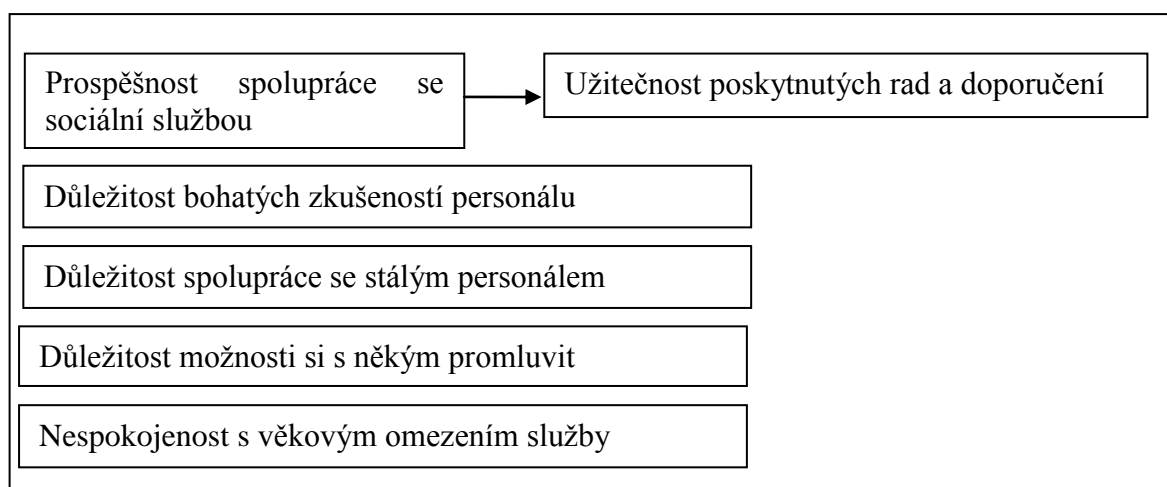 Prospěšnost spolupráce se
sociální službou
Užitečnost poskytnutých rad a doporučení
Důležitost bohatých zkušeností personálu
Důležitost spolupráce se stálým personálem
Důležitost možnosti si s někým promluvit
Nespokojenost s věkovým omezením služby